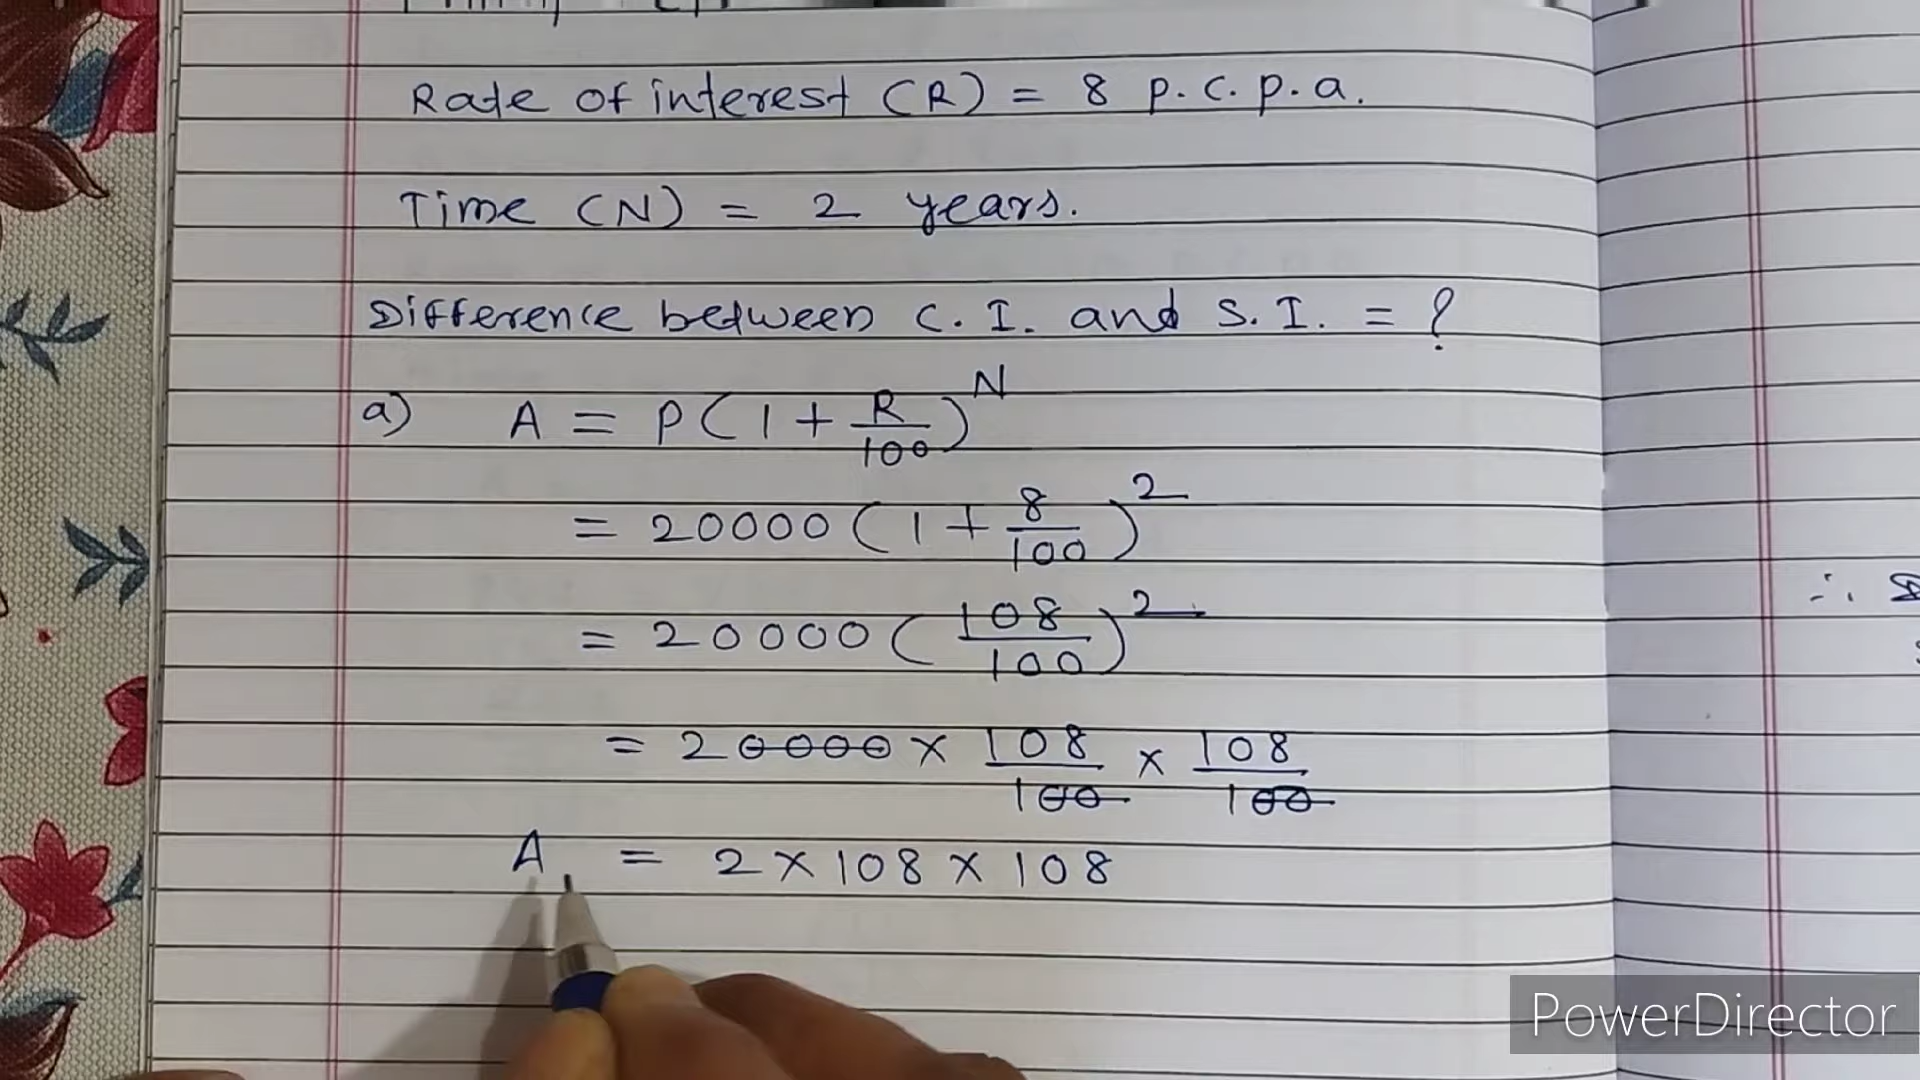 Rate of interest (R) = 8 p.c.p.a.
Time (N) = 2 years.
Difference between C.I. and S.I. = ?
a) A = P(1 + R/100)^N
= 20000(1 + 8/100)^2
= 20000(108/100)^2
= 20000 × 108/100 × 108/100
A = 2 × 108 × 108
∴
PowerDirector